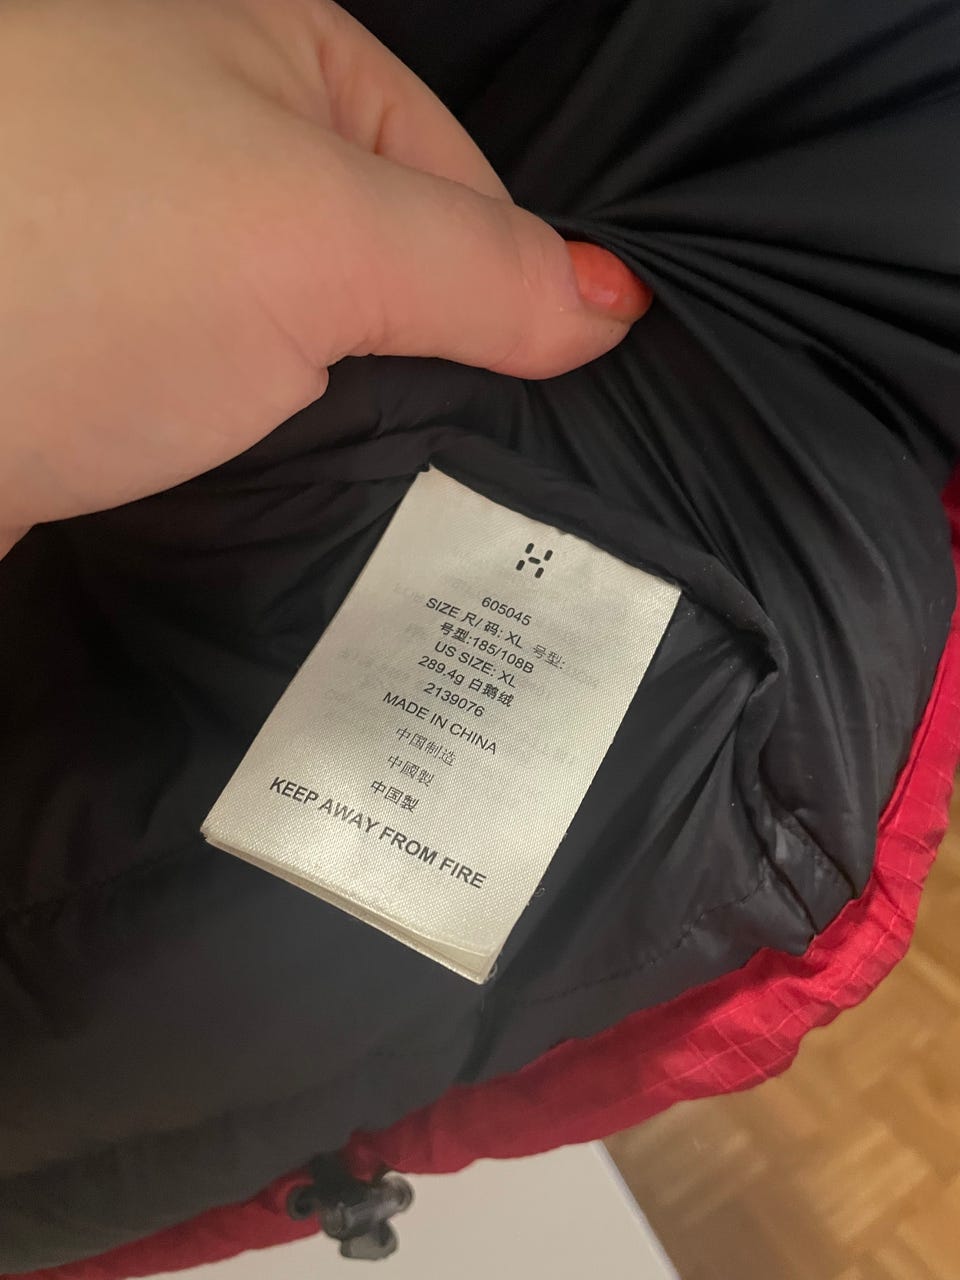 605045
SIZE 尺/ 码: XL 号型:
号型:185/108B
US SIZE: XL
289.4g 白鹅绒
2139076
MADE IN CHINA
中国制造
中國製
中国製
KEEP AWAY FROM FIRE